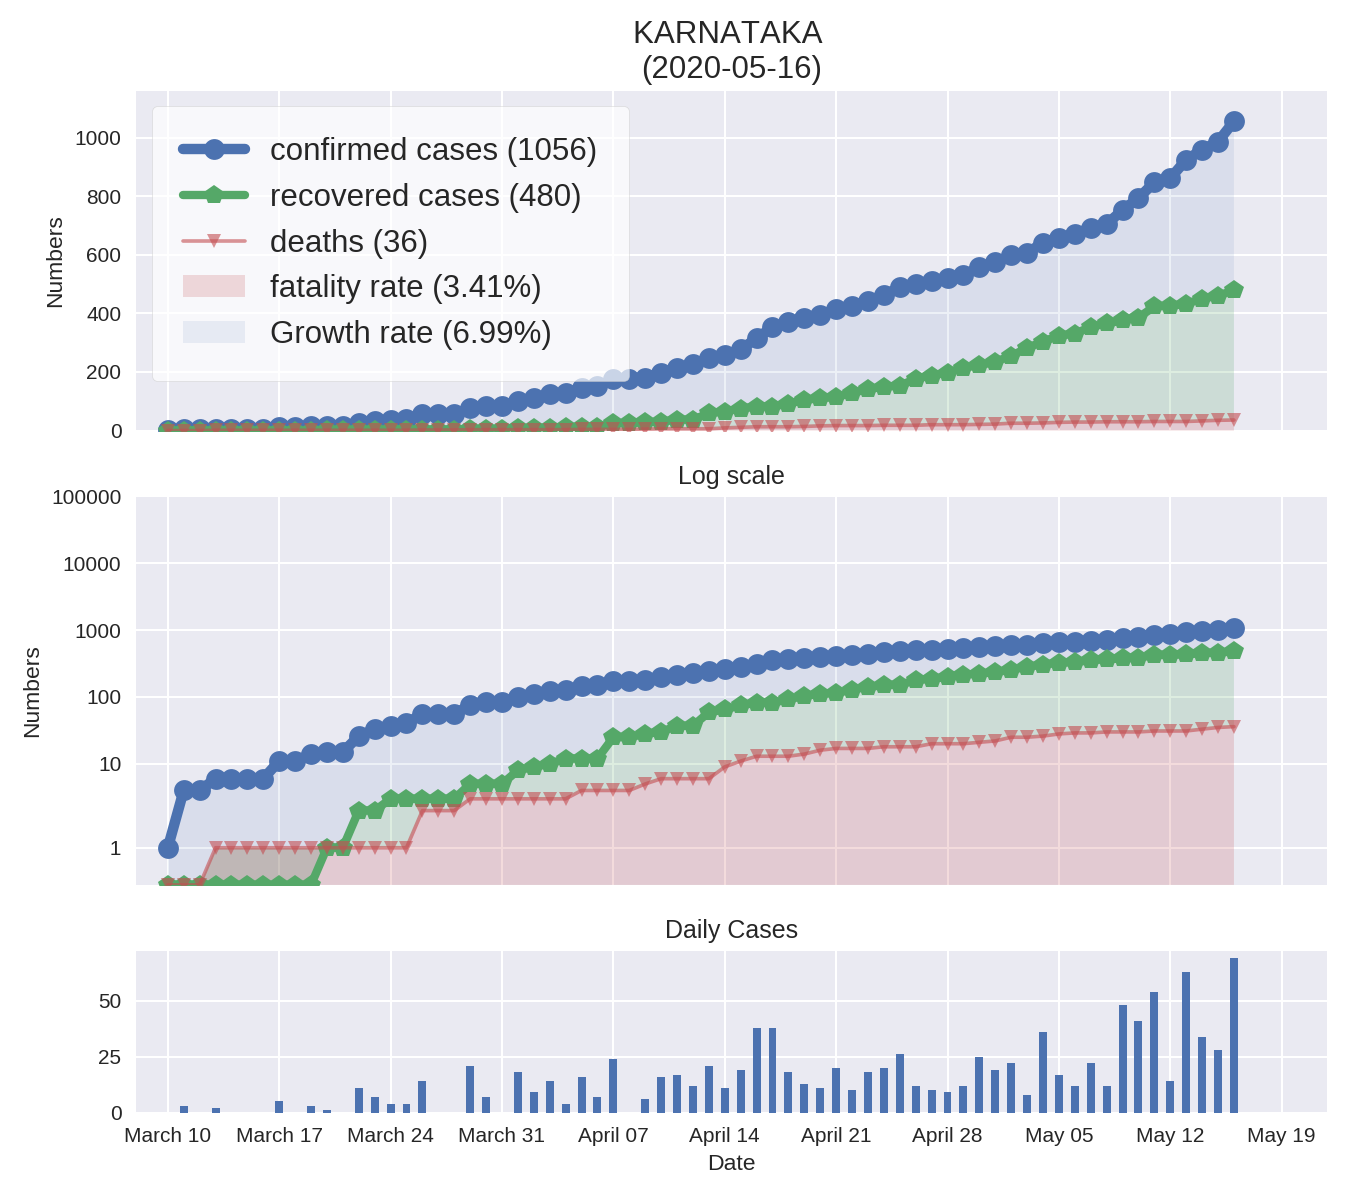 KARNATAKA
(2020-05-16)
1000
800
600
400
200
0
Numbers
confirmed cases (1056)
recovered cases (480)
deaths (36)
fatality rate (3.41%)
Growth rate (6.99%)
Log scale
100000
10000
1000
100
10
1
Numbers
Daily Cases
50
25
0
March 10 March 17 March 24 March 31 April 07 April 14 April 21 April 28 May 05 May 12 May 19
Date